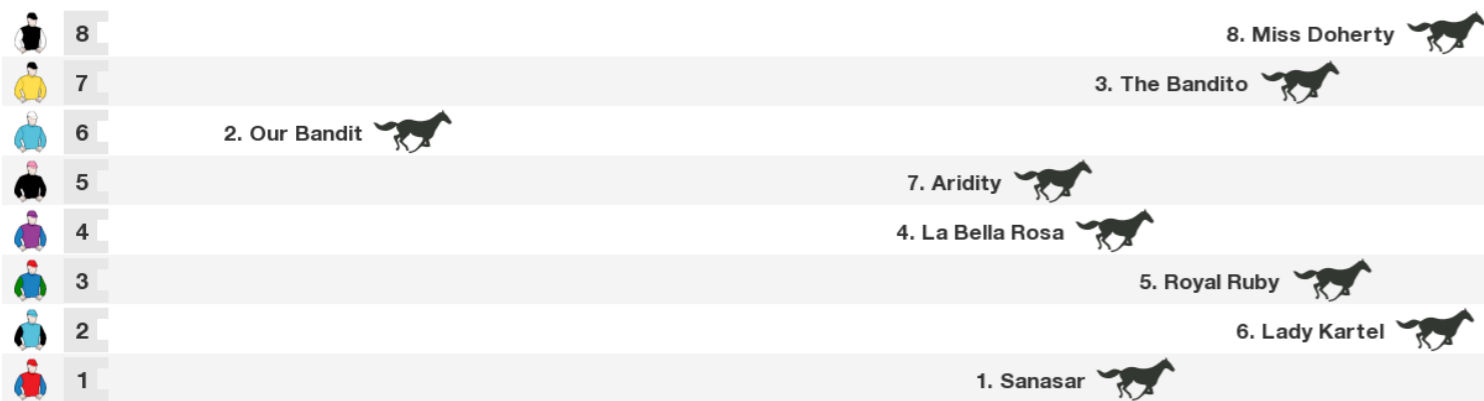 8 8. Miss Doherty
7 3. The Bandito
6 2. Our Bandit
5 7. Aridity
4 4. La Bella Rosa
3 5. Royal Ruby
2 6. Lady Kartel
1 1. Sanasar